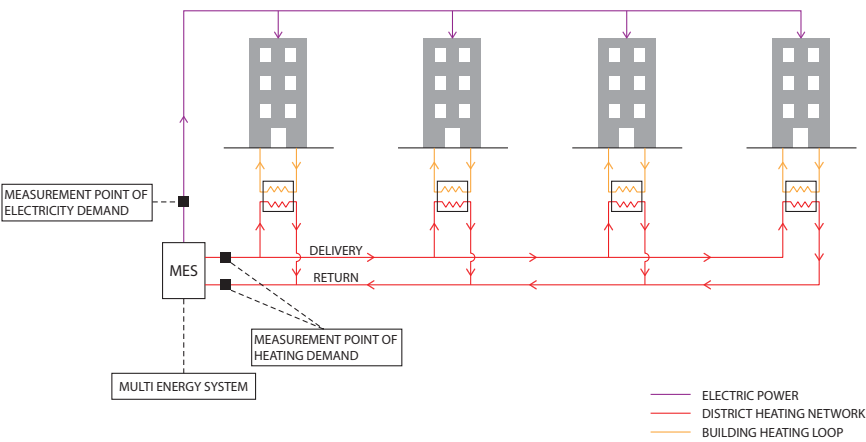 MEASUREMENT POINT OF
ELECTRICITY DEMAND
MES
DELIVERY
RETURN
MEASUREMENT POINT OF
HEATING DEMAND
MULTI ENERGY SYSTEM
ELECTRIC POWER
DISTRICT HEATING NETWORK
BUILDING HEATING LOOP